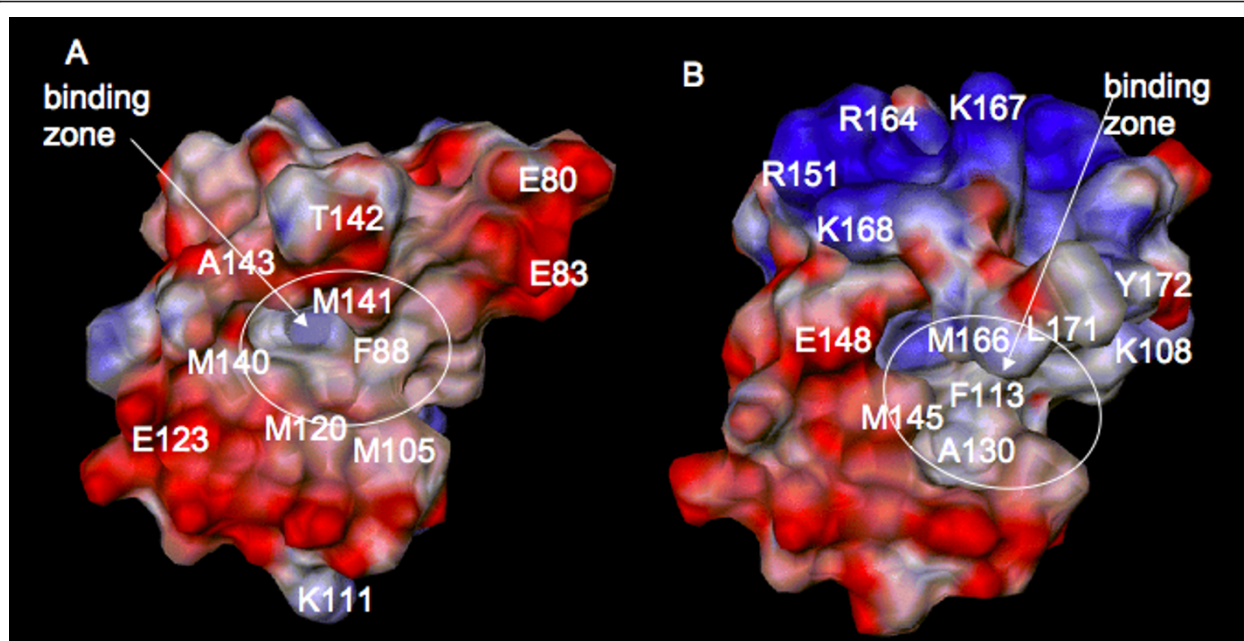 A
binding
zone
T142
E80
A143
E83
M141
M140
F88
M120
E123
M105
K111
B
binding
zone
R164
K167
R151
K168
Y172
E148
M166
L171
K108
F113
M145
A130